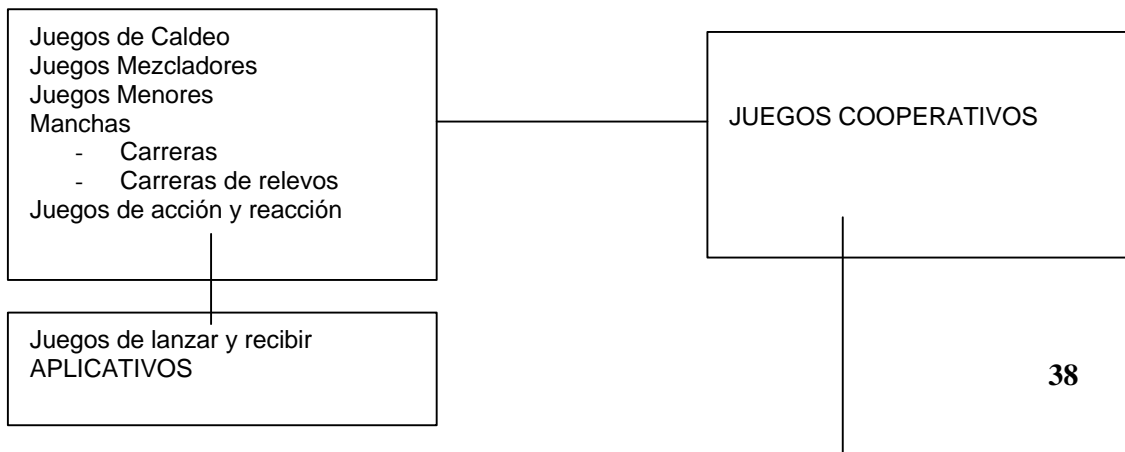 Juegos de Caldeo
Juegos Mezcladores
Juegos Menores
Manchas
- Carreras
- Carreras de relevos
Juegos de acción y reacción
JUEGOS COOPERATIVOS
Juegos de lanzar y recibir
APLICATIVOS
38